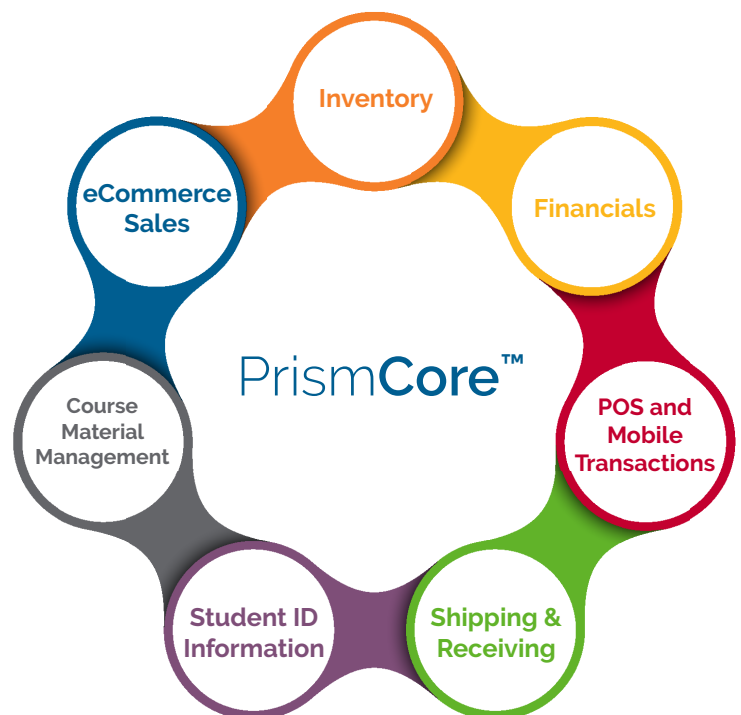 Inventory
Financials
eCommerce
Sales
PrismCore™
POS and
Mobile
Transactions
Course
Material
Management
Student ID
Information
Shipping &
Receiving